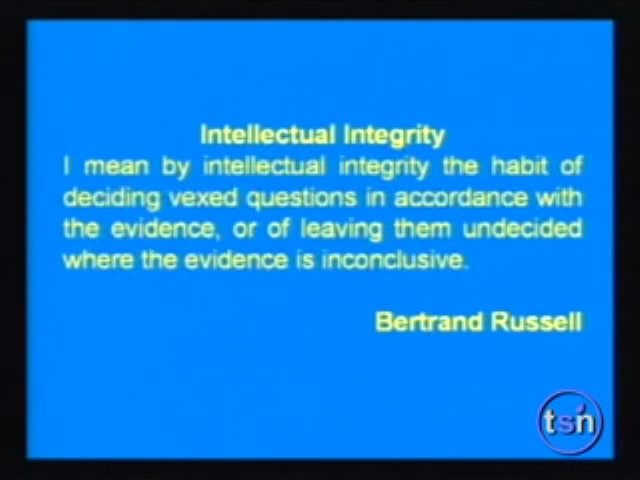 Intellectual Integrity
I mean by intellectual integrity the habit of
deciding vexed questions in accordance with
the evidence, or of leaving them undecided
where the evidence is inconclusive.
Bertrand Russell
tsn